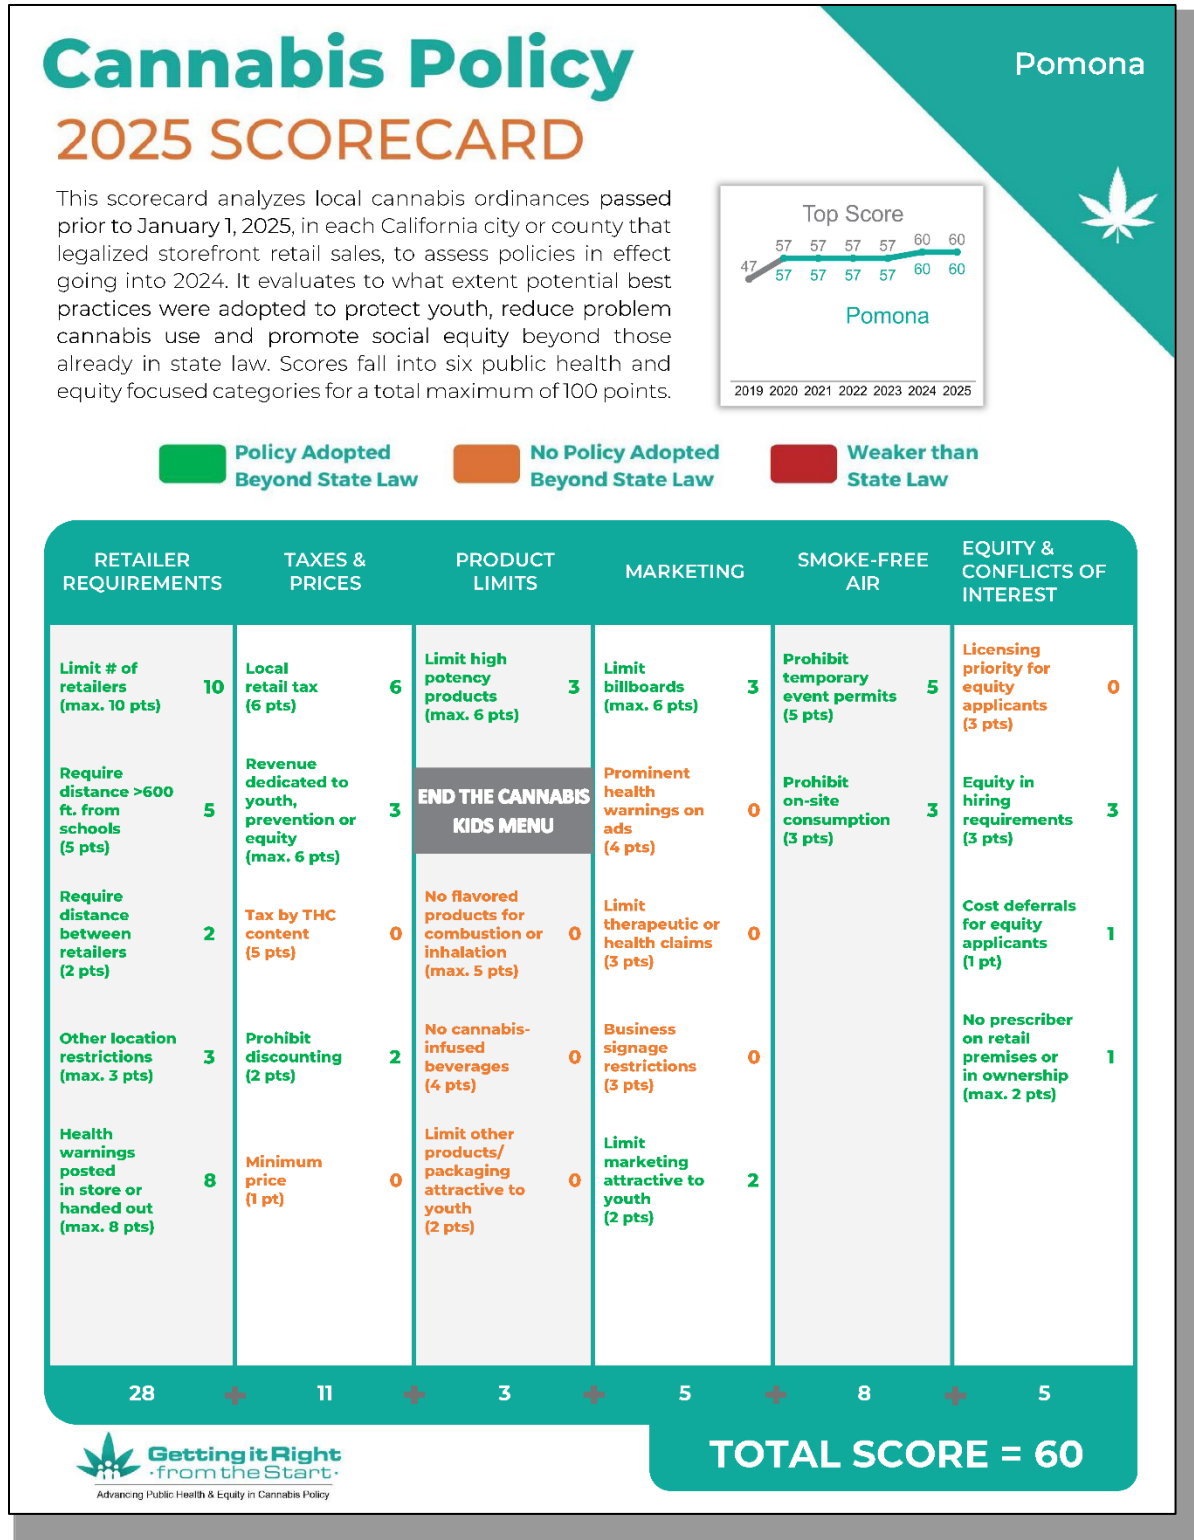 Cannabis Policy
2025 SCORECARD
Pomona
This scorecard analyzes local cannabis ordinances passed
prior to January 1, 2025, in each California city or county that
legalized storefront retail sales, to assess policies in effect
going into 2024. It evaluates to what extent potential best
practices were adopted to protect youth, reduce problem
cannabis use and promote social equity beyond those
already in state law. Scores fall into six public health and
equity focused categories for a total maximum of 100 points.
Top Score
47 57 57 57 57 60 60
57 57 57 57 60 60
Pomona
2019 2020 2021 2022 2023 2024 2025
Policy Adopted
Beyond State Law
No Policy Adopted
Beyond State Law
Weaker than
State Law
RETAILER
REQUIREMENTS
Limit # of
retailers 10
(max. 10 pts)
Require
distance >600
ft. from 5
schools
(5 pts)
Require
distance
between 2
retailers
(2 pts)
Other location
restrictions 3
(max. 3 pts)
Health
warnings
posted
in store or 8
handed out
(max. 8 pts)
28
TAXES &
PRICES
Local
retail tax 6
(6 pts)
Revenue
dedicated to
youth,
prevention or 3
equity
(max. 6 pts)
Tax by THC
content 0
(5 pts)
Prohibit
discounting 2
(2 pts)
Minimum
price 0
(1 pt)
+ 11
PRODUCT
LIMITS
Limit high
potency
products 3
(max. 6 pts)
END THE CANNABIS
KIDS MENU
No flavored
products for
combustion or 0
inhalation
(max. 5 pts)
No cannabis-
infused
beverages 0
(4 pts)
Limit other
products/
packaging
attractive to 0
youth
(2 pts)
+ 3
MARKETING
Limit
billboards 3
(max. 6 pts)
Prominent
health
warnings on 0
ads
(4 pts)
Limit
therapeutic or
health claims 0
(3 pts)
Business
signage
restrictions 0
(3 pts)
Limit
marketing
attractive to 2
youth
(2 pts)
+ 5
SMOKE-FREE
AIR
Prohibit
temporary
event permits 5
(5 pts)
Prohibit
on-site
consumption 3
(3 pts)
+ 8
EQUITY &
CONFLICTS OF
INTEREST
Licensing
priority for
equity 0
applicants
(3 pts)
Equity in
hiring
requirements 3
(3 pts)
Cost deferrals
for equity
applicants 1
(1 pt)
No prescriber
on retail
premises or 1
in ownership
(max. 2 pts)
+ 5
TOTAL SCORE = 60
Getting it Right
·from the Start·
Advancing Public Health & Equity in Cannabis Policy